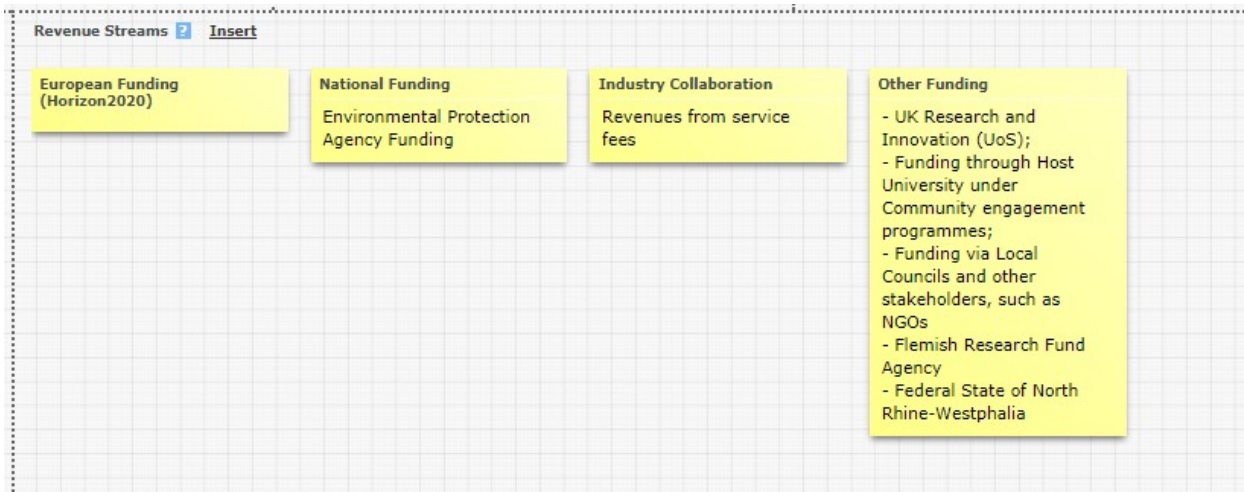 Revenue Streams ? Insert
European Funding
(Horizon2020)
National Funding
Environmental Protection
Agency Funding
Industry Collaboration
Revenues from service
fees
Other Funding
- UK Research and
Innovation (UoS);
- Funding through Host
University under
Community engagement
programmes;
- Funding via Local
Councils and other
stakeholders, such as
NGOs
- Flemish Research Fund
Agency
- Federal State of North
Rhine-Westphalia